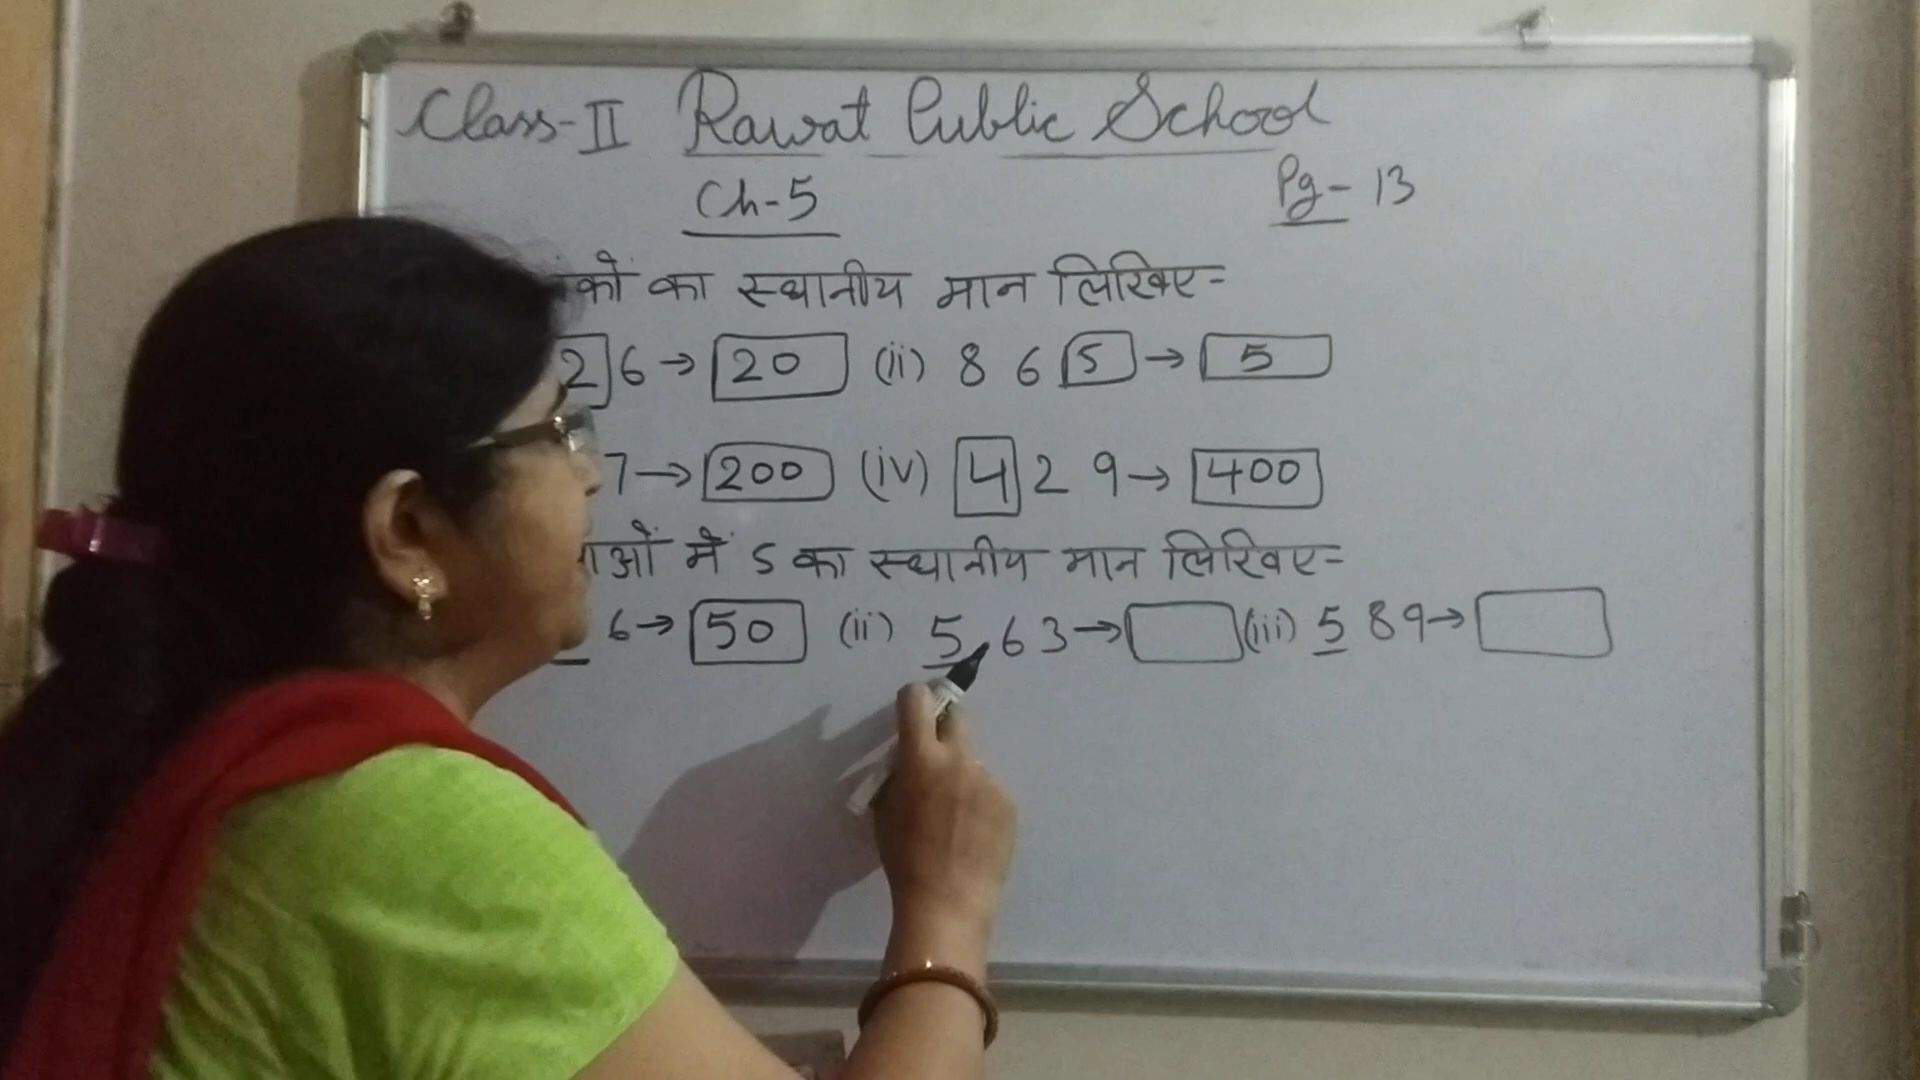 Class-II Rawat Public School
Ch-5 Pg-13
का स्थानीय मान लिखिए-
2 6 → 20 (ii) 8 6 5 → 5
7 → 200 (iv) 4 2 9 → 400
में 5 का स्थानीय मान लिखिए-
6 → 50 (ii) 5 6 3 → (iii) 5 8 9 →